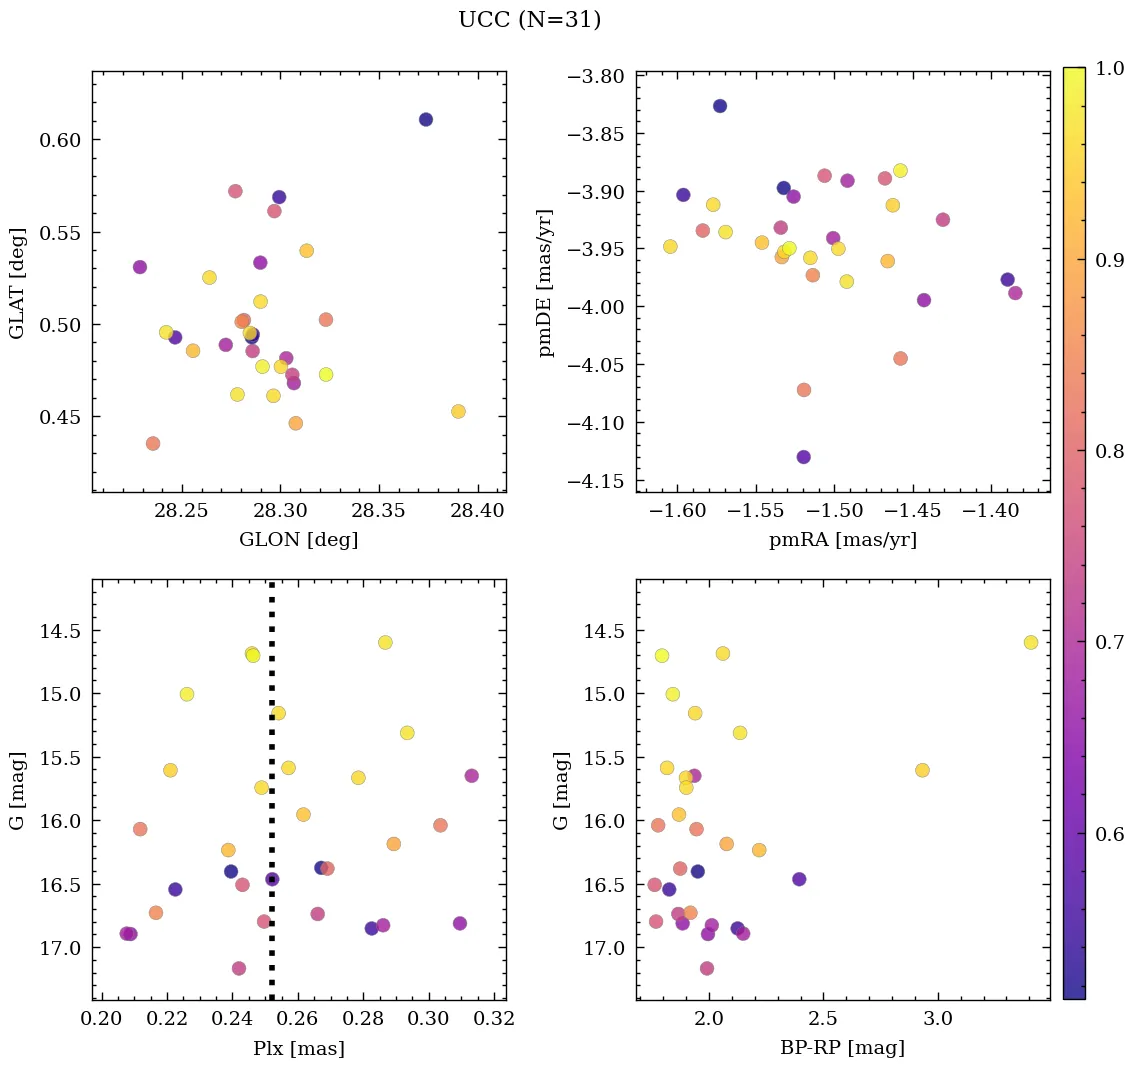 UCC (N=31)
0.60
0.55
0.50
0.45
GLAT [deg]
28.25 28.30 28.35 28.40
GLON [deg]
−3.80
−3.85
−3.90
−3.95
−4.00
−4.05
−4.10
−4.15
pmDE [mas/yr]
−1.60 −1.55 −1.50 −1.45 −1.40
pmRA [mas/yr]
1.0
0.9
0.8
0.7
0.6
14.5
15.0
15.5
16.0
16.5
17.0
G [mag]
0.20 0.22 0.24 0.26 0.28 0.30 0.32
Plx [mas]
14.5
15.0
15.5
16.0
16.5
17.0
G [mag]
2.0 2.5 3.0
BP-RP [mag]